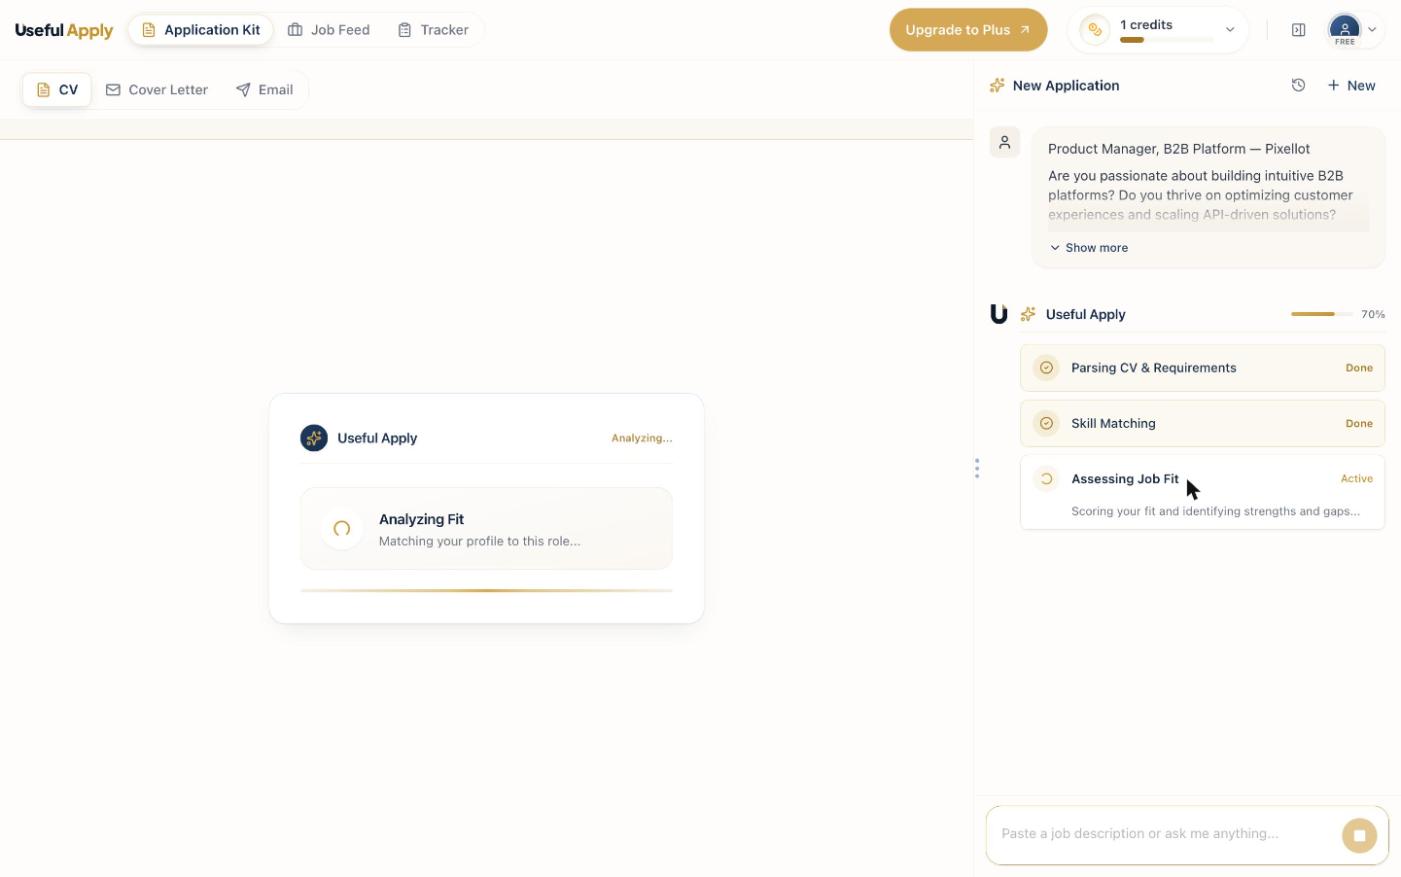 Useful Apply
Application Kit
Job Feed
Tracker
Upgrade to Plus
1 credits
FREE
CV
Cover Letter
Email
New Application
New
Product Manager, B2B Platform — Pixellot
Are you passionate about building intuitive B2B
platforms? Do you thrive on optimizing customer
experiences and scaling API-driven solutions?
Show more
Useful Apply
70%
Parsing CV & Requirements
Done
Skill Matching
Done
Assessing Job Fit
Active
Scoring your fit and identifying strengths and gaps...
Useful Apply
Analyzing...
Analyzing Fit
Matching your profile to this role...
Paste a job description or ask me anything...